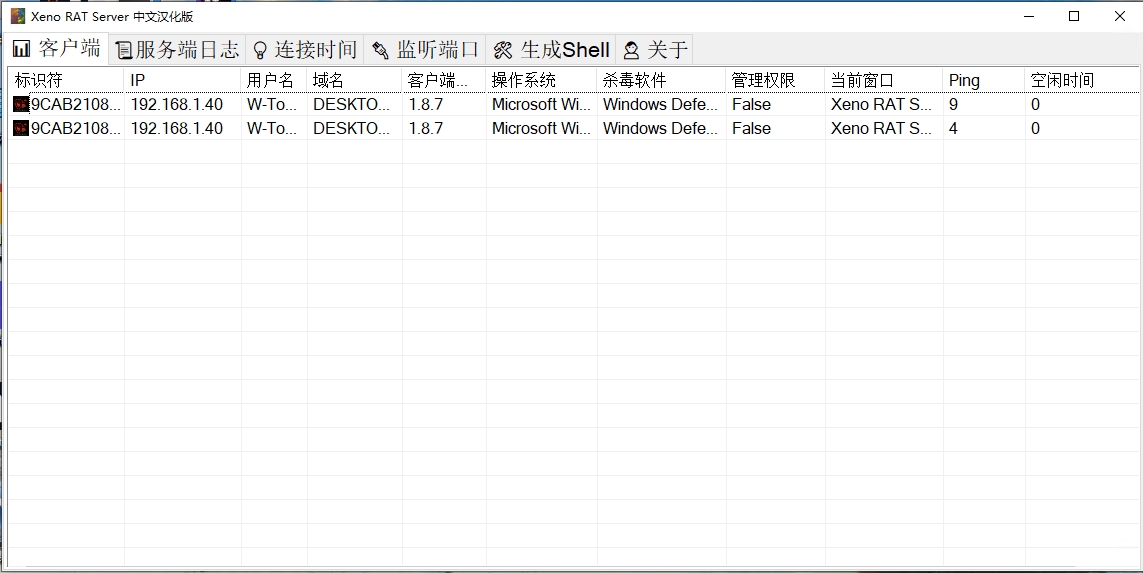 Xeno RAT Server 中文汉化版
客户端 服务端日志 连接时间 监听端口 生成Shell 关于
标识符 IP 用户名 域名 客户端... 操作系统 杀毒软件 管理权限 当前窗口 Ping 空闲时间
9CAB2108... 192.168.1.40 W-To... DESKTO... 1.8.7 Microsoft Wi... Windows Defe... False Xeno RAT S... 9 0
9CAB2108... 192.168.1.40 W-To... DESKTO... 1.8.7 Microsoft Wi... Windows Defe... False Xeno RAT S... 4 0